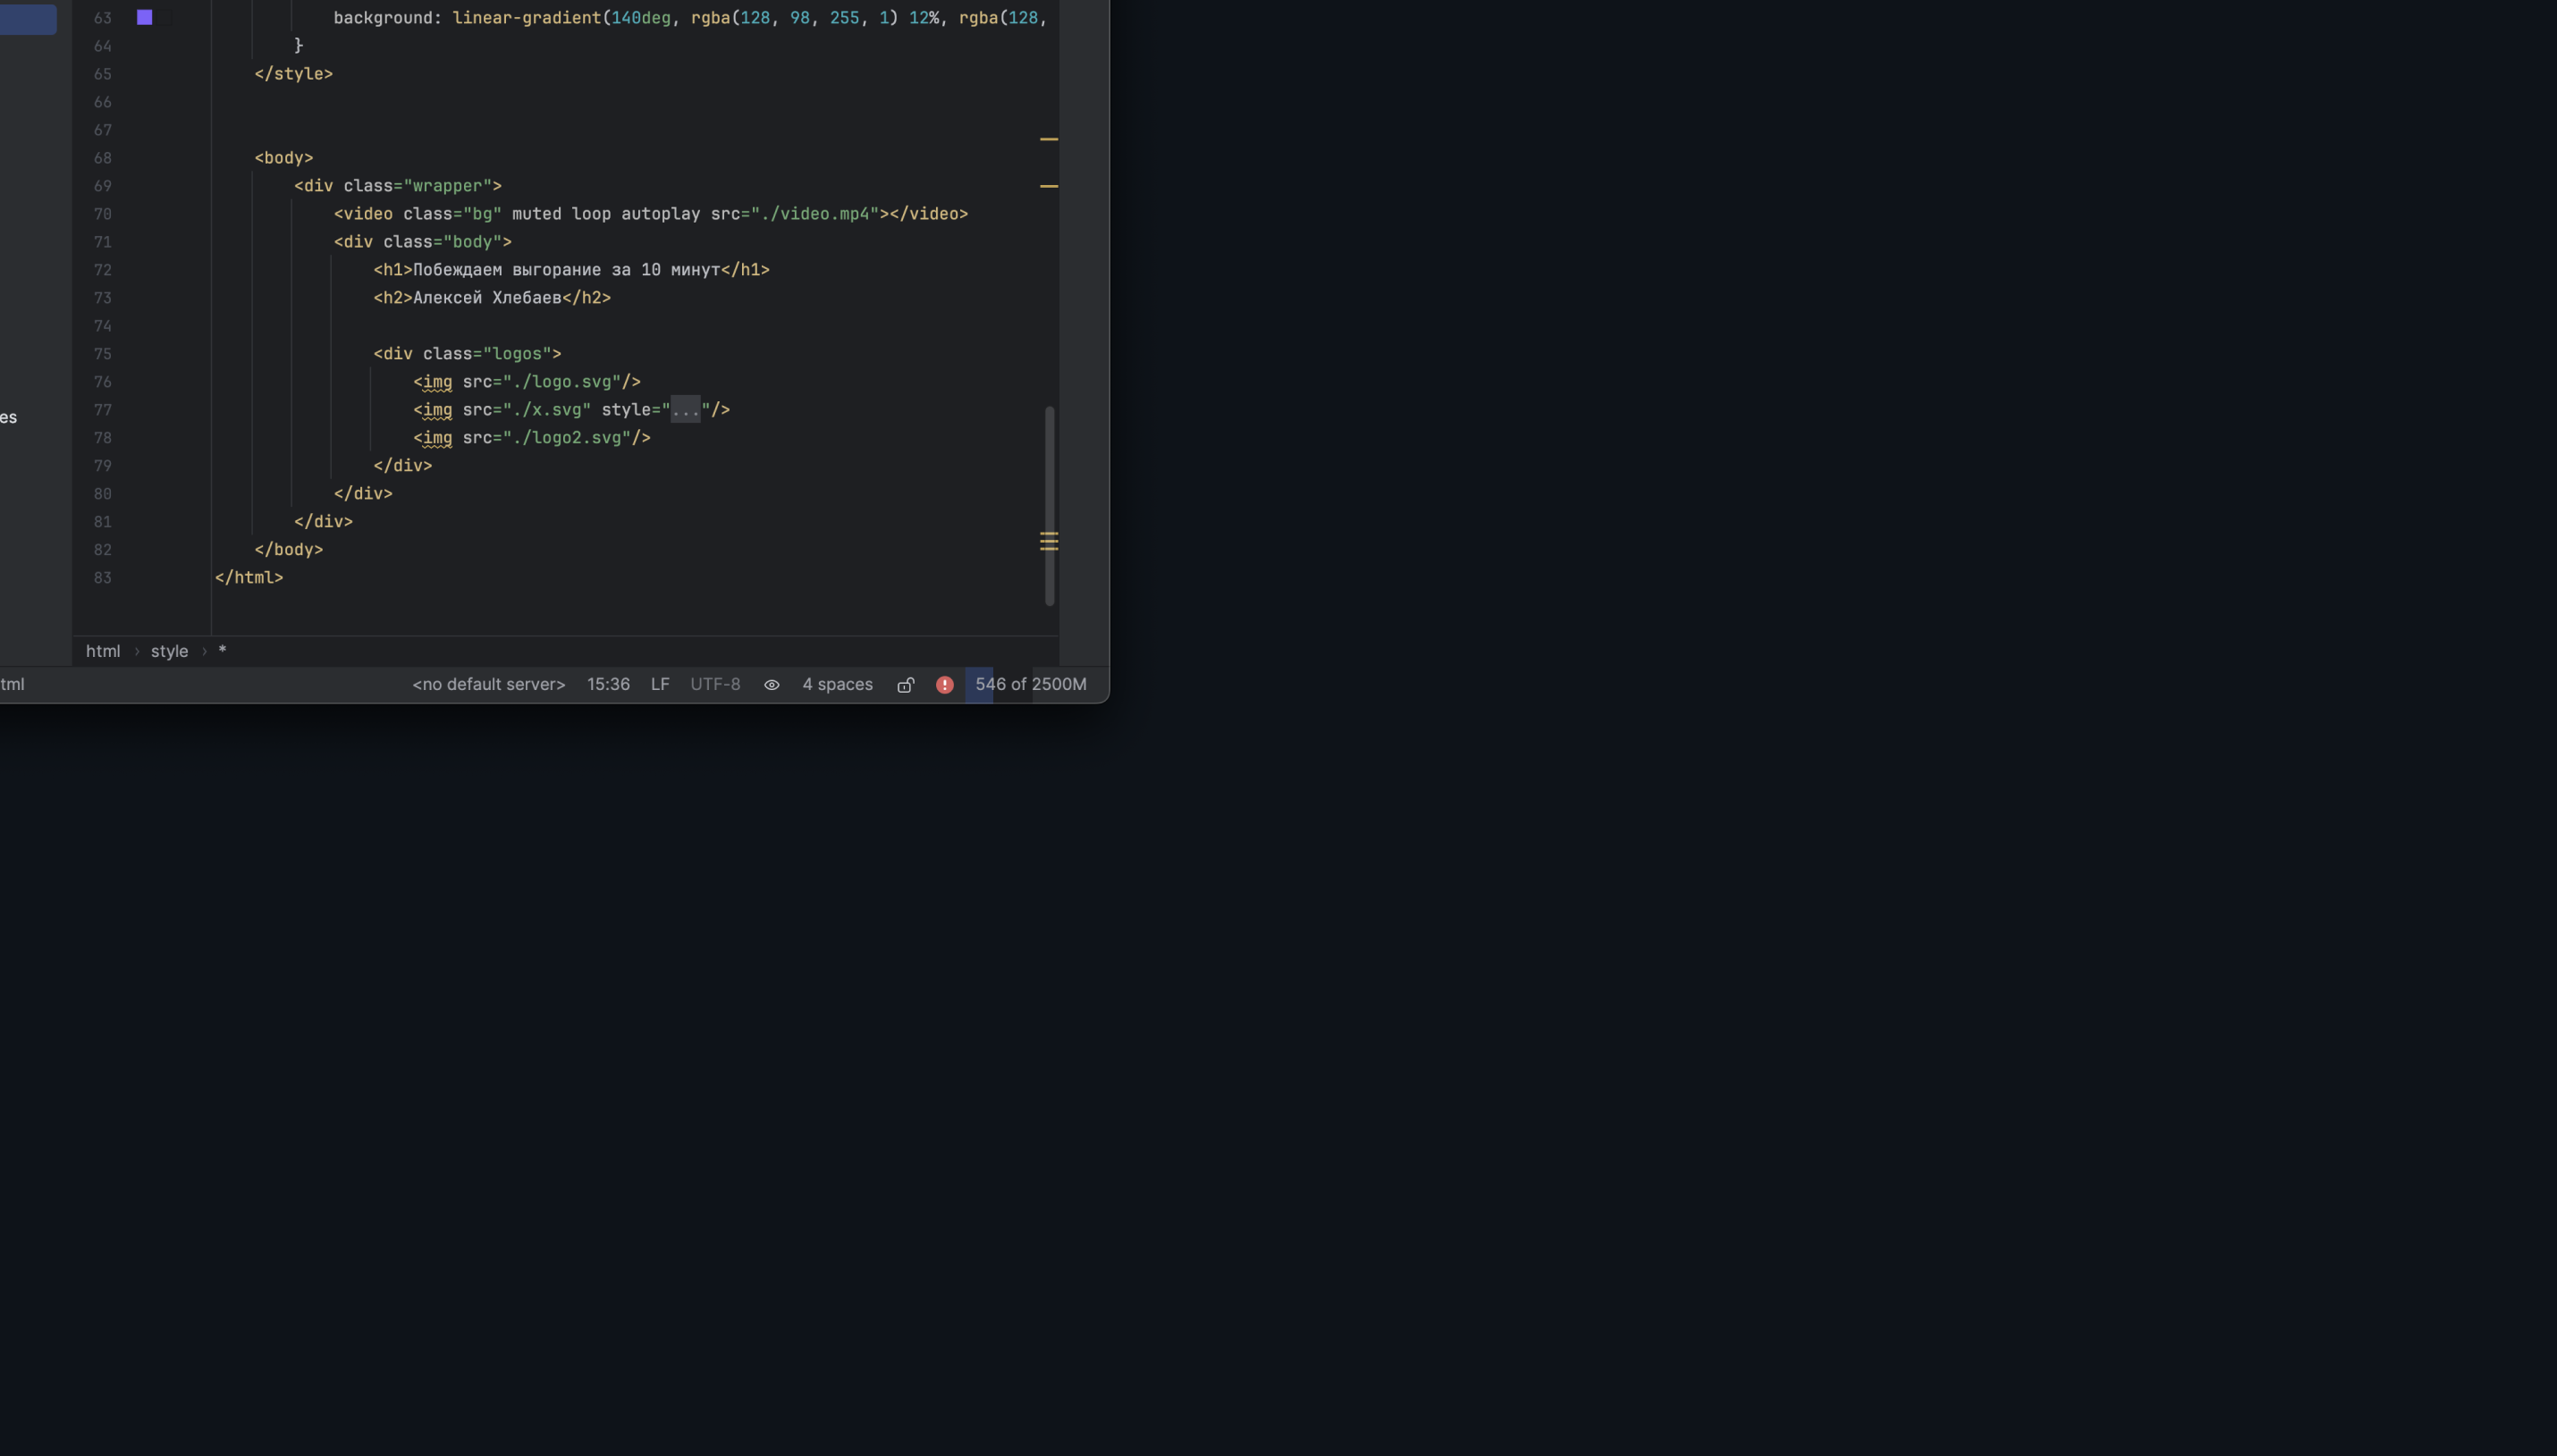 63 background: linear-gradient(140deg, rgba(128, 98, 255, 1) 12%, rgba(128,
64 }
65 </style>
66
67
68 <body>
69 <div class="wrapper">
70 <video class="bg" muted loop autoplay src="./video.mp4"></video>
71 <div class="body">
72 <h1>Побеждаем выгорание за 10 минут</h1>
73 <h2>Алексей Хлебаев</h2>
74
75 <div class="logos">
76 <img src="./logo.svg"/>
77 <img src="./x.svg" style="..."/>
es
78 <img src="./logo2.svg"/>
79 </div>
80 </div>
81 </div>
82 </body>
83 </html>
html › style › *
tml <no default server> 15:36 LF UTF-8 4 spaces 546 of 2500M